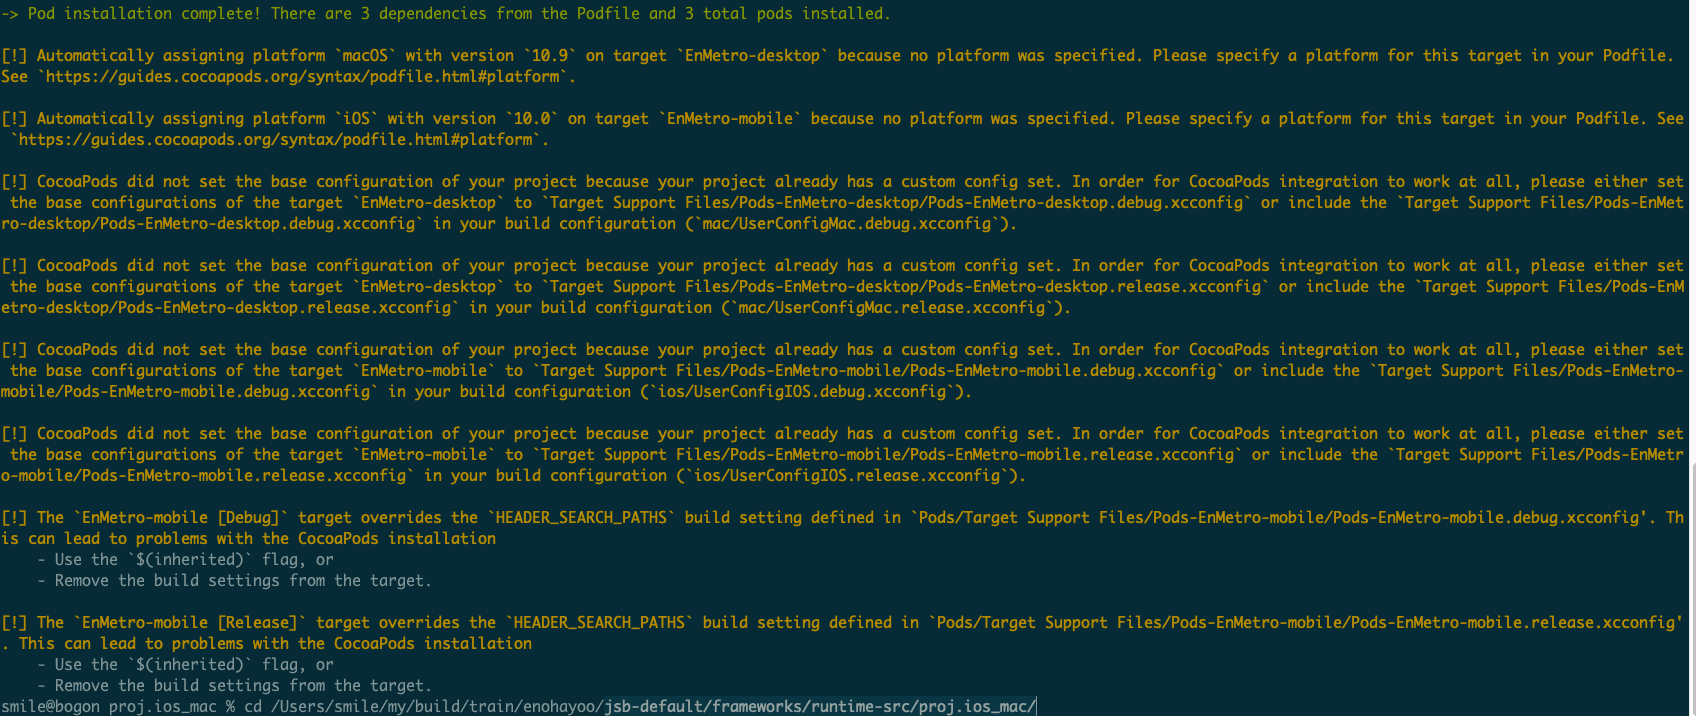 -> Pod installation complete! There are 3 dependencies from the Podfile and 3 total pods installed.
[!] Automatically assigning platform `macOS` with version `10.9` on target `EnMetro-desktop` because no platform was specified. Please specify a platform for this target in your Podfile.
See `https://guides.cocoapods.org/syntax/podfile.html#platform`.
[!] Automatically assigning platform `iOS` with version `10.0` on target `EnMetro-mobile` because no platform was specified. Please specify a platform for this target in your Podfile. See
`https://guides.cocoapods.org/syntax/podfile.html#platform`.
[!] CocoaPods did not set the base configuration of your project because your project already has a custom config set. In order for CocoaPods integration to work at all, please either set
the base configurations of the target `EnMetro-desktop` to `Target Support Files/Pods-EnMetro-desktop/Pods-EnMetro-desktop.debug.xcconfig` or include the `Target Support Files/Pods-EnMet
ro-desktop/Pods-EnMetro-desktop.debug.xcconfig` in your build configuration (`mac/UserConfigMac.debug.xcconfig`).
[!] CocoaPods did not set the base configuration of your project because your project already has a custom config set. In order for CocoaPods integration to work at all, please either set
the base configurations of the target `EnMetro-desktop` to `Target Support Files/Pods-EnMetro-desktop/Pods-EnMetro-desktop.release.xcconfig` or include the `Target Support Files/Pods-EnM
etro-desktop/Pods-EnMetro-desktop.release.xcconfig` in your build configuration (`mac/UserConfigMac.release.xcconfig`).
[!] CocoaPods did not set the base configuration of your project because your project already has a custom config set. In order for CocoaPods integration to work at all, please either set
the base configurations of the target `EnMetro-mobile` to `Target Support Files/Pods-EnMetro-mobile/Pods-EnMetro-mobile.debug.xcconfig` or include the `Target Support Files/Pods-EnMetro-
mobile/Pods-EnMetro-mobile.debug.xcconfig` in your build configuration (`ios/UserConfigIOS.debug.xcconfig`).
[!] CocoaPods did not set the base configuration of your project because your project already has a custom config set. In order for CocoaPods integration to work at all, please either set
the base configurations of the target `EnMetro-mobile` to `Target Support Files/Pods-EnMetro-mobile/Pods-EnMetro-mobile.release.xcconfig` or include the `Target Support Files/Pods-EnMetr
o-mobile/Pods-EnMetro-mobile.release.xcconfig` in your build configuration (`ios/UserConfigIOS.release.xcconfig`).
[!] The `EnMetro-mobile [Debug]` target overrides the `HEADER_SEARCH_PATHS` build setting defined in `Pods/Target Support Files/Pods-EnMetro-mobile/Pods-EnMetro-mobile.debug.xcconfig'. Th
is can lead to problems with the CocoaPods installation
- Use the `$(inherited)` flag, or
- Remove the build settings from the target.
[!] The `EnMetro-mobile [Release]` target overrides the `HEADER_SEARCH_PATHS` build setting defined in `Pods/Target Support Files/Pods-EnMetro-mobile/Pods-EnMetro-mobile.release.xcconfig'
. This can lead to problems with the CocoaPods installation
- Use the `$(inherited)` flag, or
- Remove the build settings from the target.
smile@bogon proj.ios_mac % cd /Users/smile/my/build/train/enohayoo/jsb-default/frameworks/runtime-src/proj.ios_mac/